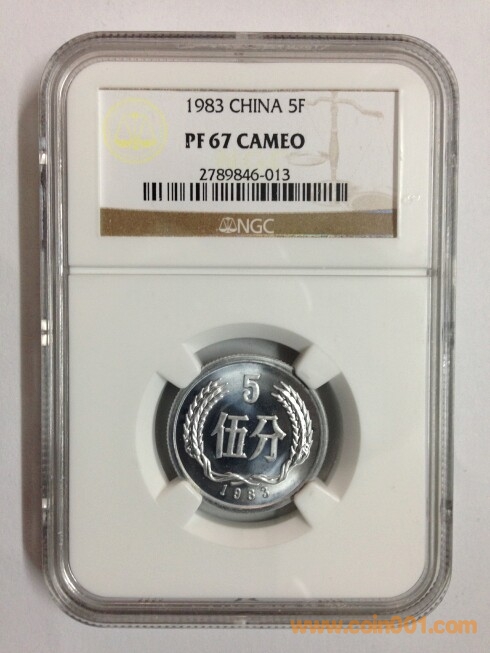 1983 CHINA 5F
PF 67 CAMEO
2789846-013
NGC
5
伍分
1983
www.coin001.com